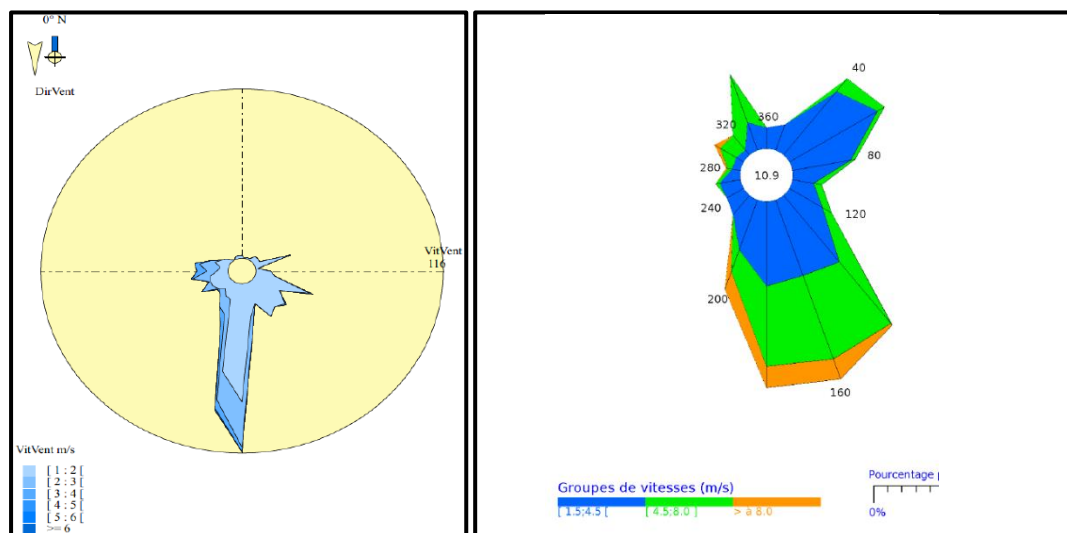 0° N
DirVent
VitVent
116
VitVent m/s
[ 1 : 2 [
[ 2 : 3 [
[ 3 : 4 [
[ 4 : 5 [
[ 5 : 6 [
>= 6
40
360
320
80
280
10.9
240
120
200
160
Groupes de vitesses (m/s)
[ 1.5;4.5 [
[ 4.5;8.0 ]
> à 8.0
Pourcentage
0%